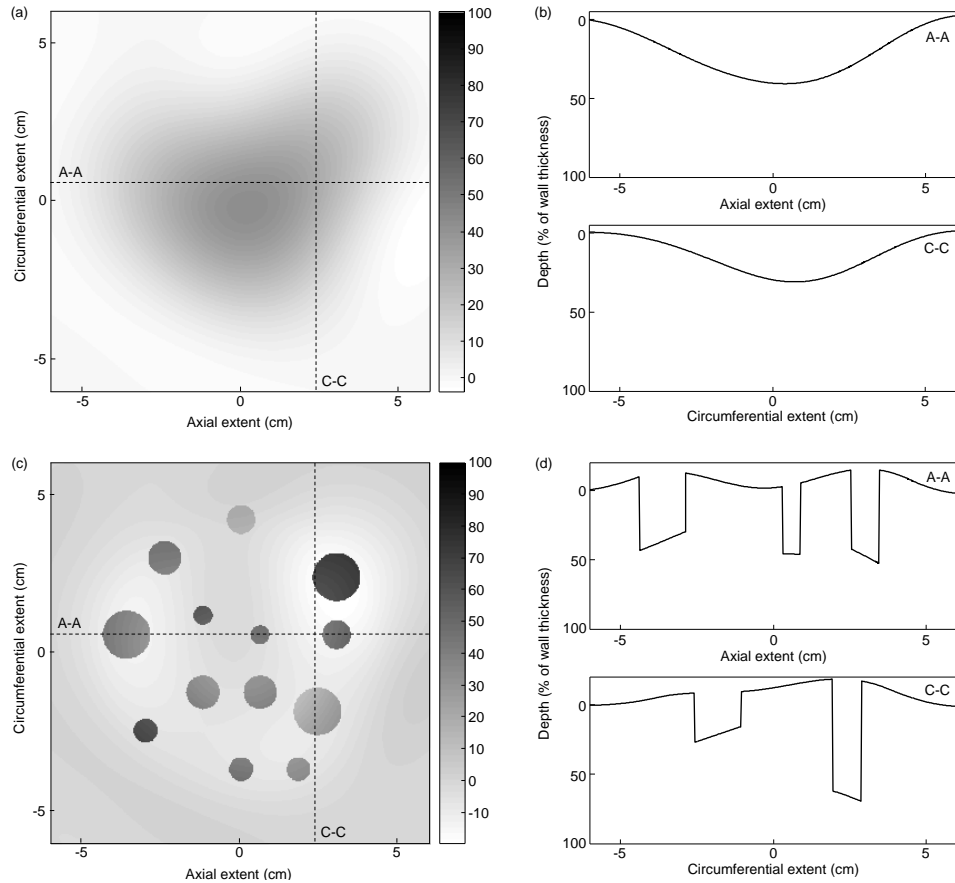 (a)
5
0
-5
-5
0
5
A-A
C-C
Circumferential extent (cm)
Axial extent (cm)
100
90
80
70
60
50
40
30
20
10
0
(b)
0
50
100
-5
0
5
A-A
Axial extent (cm)
0
50
100
-5
0
5
C-C
Circumferential extent (cm)
Depth (% of wall thickness)
(c)
5
0
-5
-5
0
5
A-A
C-C
Circumferential extent (cm)
Axial extent (cm)
100
90
80
70
60
50
40
30
20
10
0
-10
(d)
0
50
100
-5
0
5
A-A
Axial extent (cm)
0
50
100
-5
0
5
C-C
Circumferential extent (cm)
Depth (% of wall thickness)